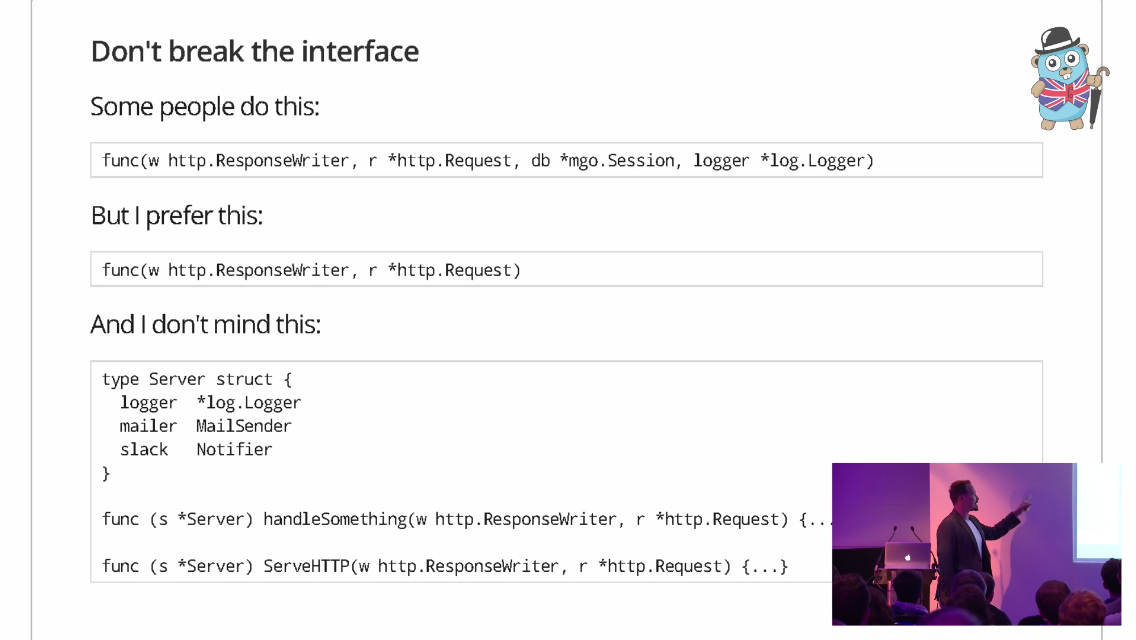 Don't break the interface
Some people do this:
func(w http.ResponseWriter, r *http.Request, db *mgo.Session, logger *log.Logger)
But I prefer this:
func(w http.ResponseWriter, r *http.Request)
And I don't mind this:
type Server struct {
  logger  *log.Logger
  mailer  MailSender
  slack   Notifier
}
func (s *Server) handleSomething(w http.ResponseWriter, r *http.Request) {...
func (s *Server) ServeHTTP(w http.ResponseWriter, r *http.Request) {...}